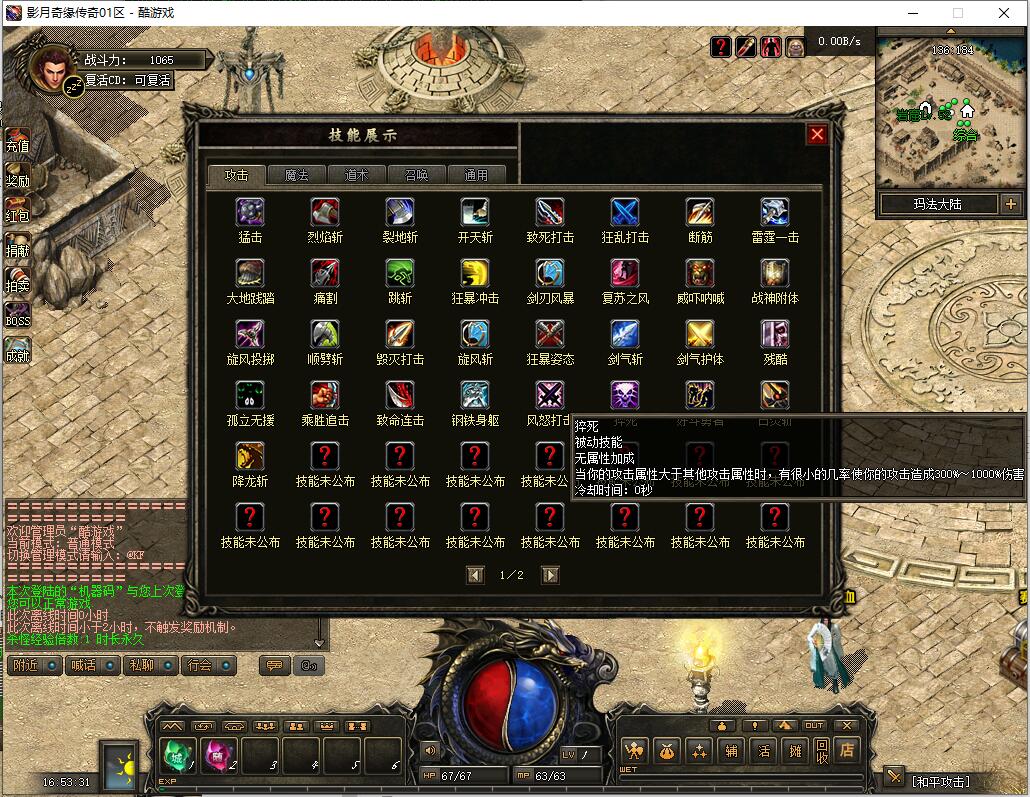 影月奇缘传奇01区 - 酷游戏
战斗力: 1065
复活CD: 可复活
zzZ
0.00B/s
136:184
综合
玛法大陆
充值
奖励
红包
捐献
拍卖
BOSS
成就
技能展示
攻击 魔法 道术 召唤 通用
猛击 烈焰斩 裂地斩 开天斩 致死打击 狂乱打击 断筋 雷霆一击
大地践踏 痛割 跳斩 狂暴冲击 剑刃风暴 复苏之风 威吓呐喊 战神附体
旋风投掷 顺劈斩 毁灭打击 旋风斩 狂暴姿态 剑气斩 剑气护体 残酷
孤立无援 乘胜追击 致命连击 钢铁身躯 风怒打击
猝死
被动技能
无属性加成
当你的攻击属性大于其他攻击属性时，有很小的几率使你的攻击造成300%~1000%伤害
冷却时间: 0秒
降龙斩 技能未公布 技能未公布 技能未公布 技能未公布
技能未公布 技能未公布 技能未公布 技能未公布 技能未公布 技能未公布 技能未公布 技能未公布
1/2
欢迎管理员“酷游戏”
当前模式: 普通模式
切换管理模式请输入: @KF
本次登陆的“机器码”与您上次登
您可以正常游戏
此次离线时间0小时
此次离线时间小于2小时，不触发奖励机制。
杀怪经验倍数:1 时长永久
附近 喊话 私聊 行会
城 1 随 2 3 4 5 6
EXP
16:53:31
LV 1
HP 67/67 MP 63/63
OUT
辅 活 摊 回收 店
WET
[和平攻击]